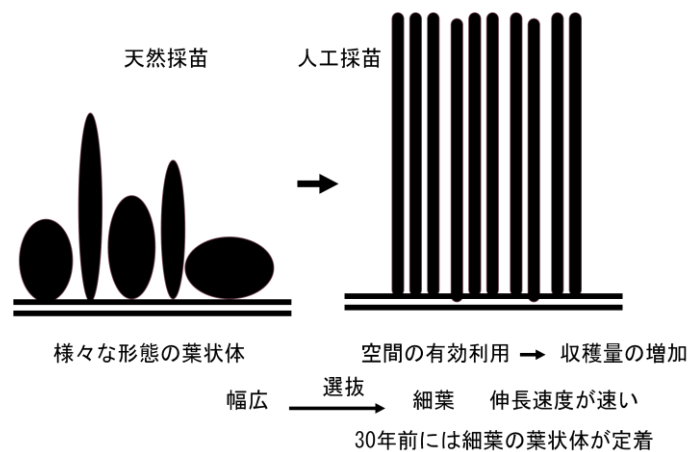 天然採苗
人工採苗
様々な形態の葉状体
空間の有効利用 → 収穫量の増加
幅広 選抜 細葉 伸長速度が速い
30年前には細葉の葉状体が定着